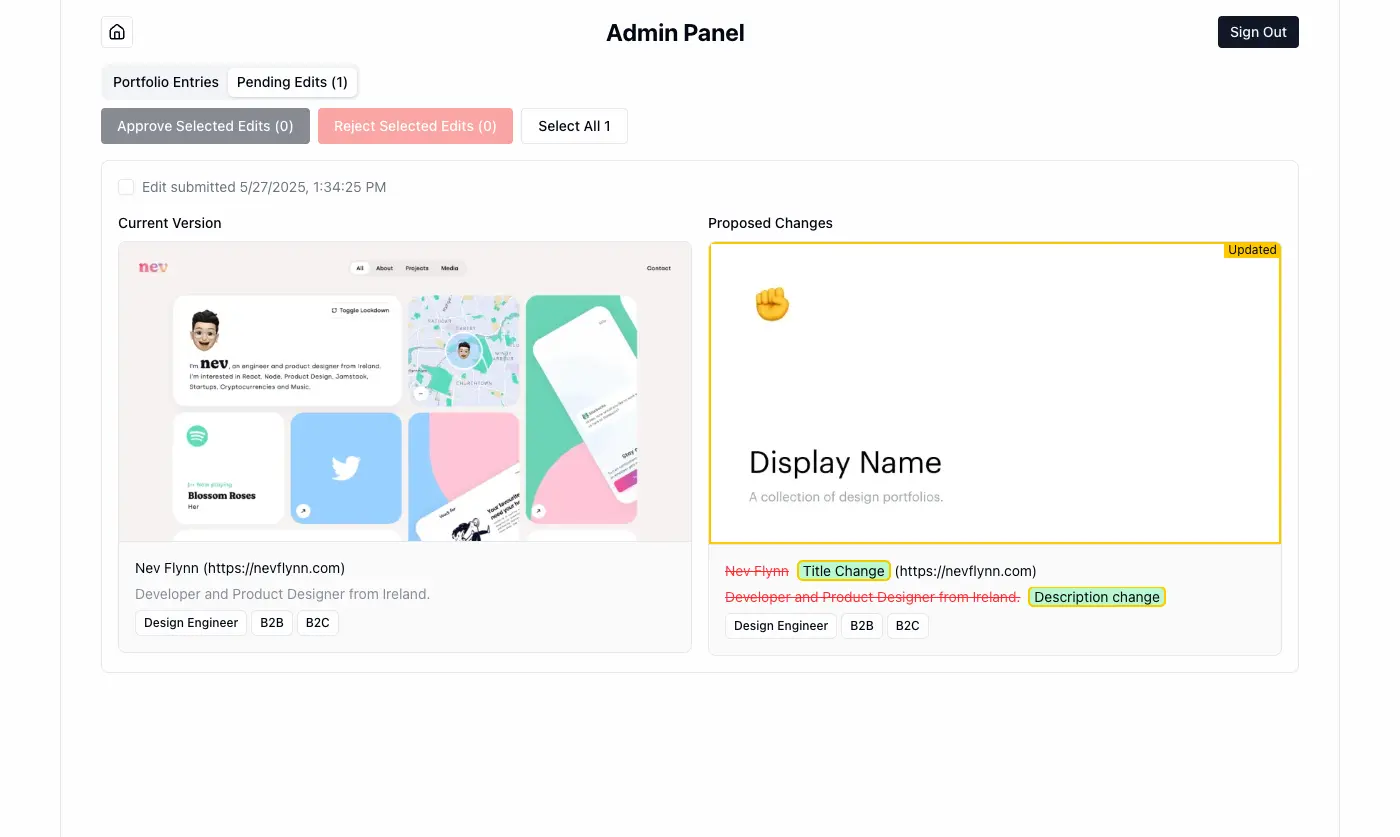 Admin Panel
Sign Out
Portfolio Entries
Pending Edits (1)
Approve Selected Edits (0)
Reject Selected Edits (0)
Select All 1
Edit submitted 5/27/2025, 1:34:25 PM
Current Version
nev
All
About
Projects
Media
Contact
Toggle Lockdown
I'm nev, an engineer and product designer from Ireland.
I'm interested in React, Node, Product Design, Jamstack,
Startups, Cryptocurrencies and Music.
CHURCHTOWN
Now playing
Blossom Roses
Her
Nev Flynn (https://nevflynn.com)
Developer and Product Designer from Ireland.
Design Engineer
B2B
B2C
Proposed Changes
Updated
Display Name
A collection of design portfolios.
Nev Flynn Title Change (https://nevflynn.com)
Developer and Product Designer from Ireland. Description change
Design Engineer
B2B
B2C